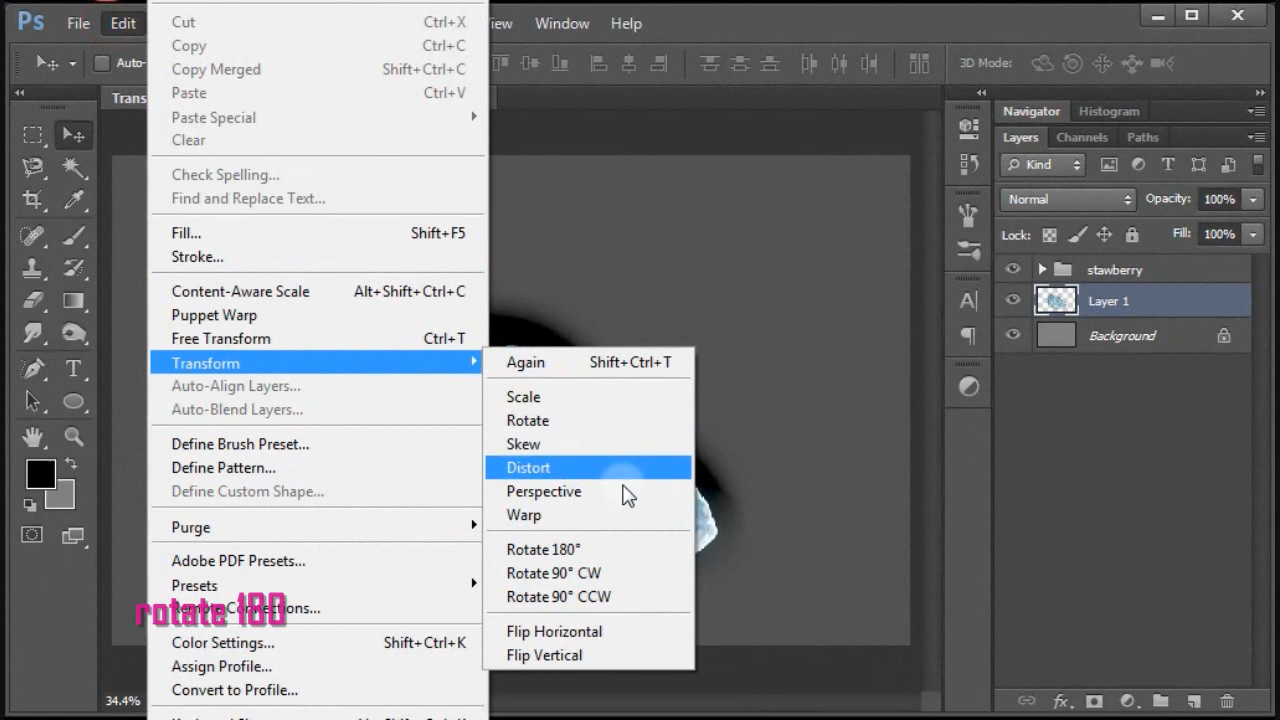 Ps File Edit View Window Help
Cut Ctrl+X
Copy Ctrl+C
Copy Merged Shift+Ctrl+C
Paste Ctrl+V
Paste Special
Clear
Check Spelling...
Find and Replace Text...
Fill... Shift+F5
Stroke...
Content-Aware Scale Alt+Shift+Ctrl+C
Puppet Warp
Free Transform Ctrl+T
Transform
Auto-Align Layers...
Auto-Blend Layers...
Define Brush Preset...
Define Pattern...
Define Custom Shape...
Purge
Adobe PDF Presets...
Presets
Remote Connections...
Color Settings... Shift+Ctrl+K
Assign Profile...
Convert to Profile...
rotate 180
Again Shift+Ctrl+T
Scale
Rotate
Skew
Distort
Perspective
Warp
Rotate 180°
Rotate 90° CW
Rotate 90° CCW
Flip Horizontal
Flip Vertical
Auto-
3D Mode:
Trans
34.4%
Navigator Histogram
Layers Channels Paths
Kind
Normal Opacity: 100%
Lock: Fill: 100%
stawberry
Layer 1
Background